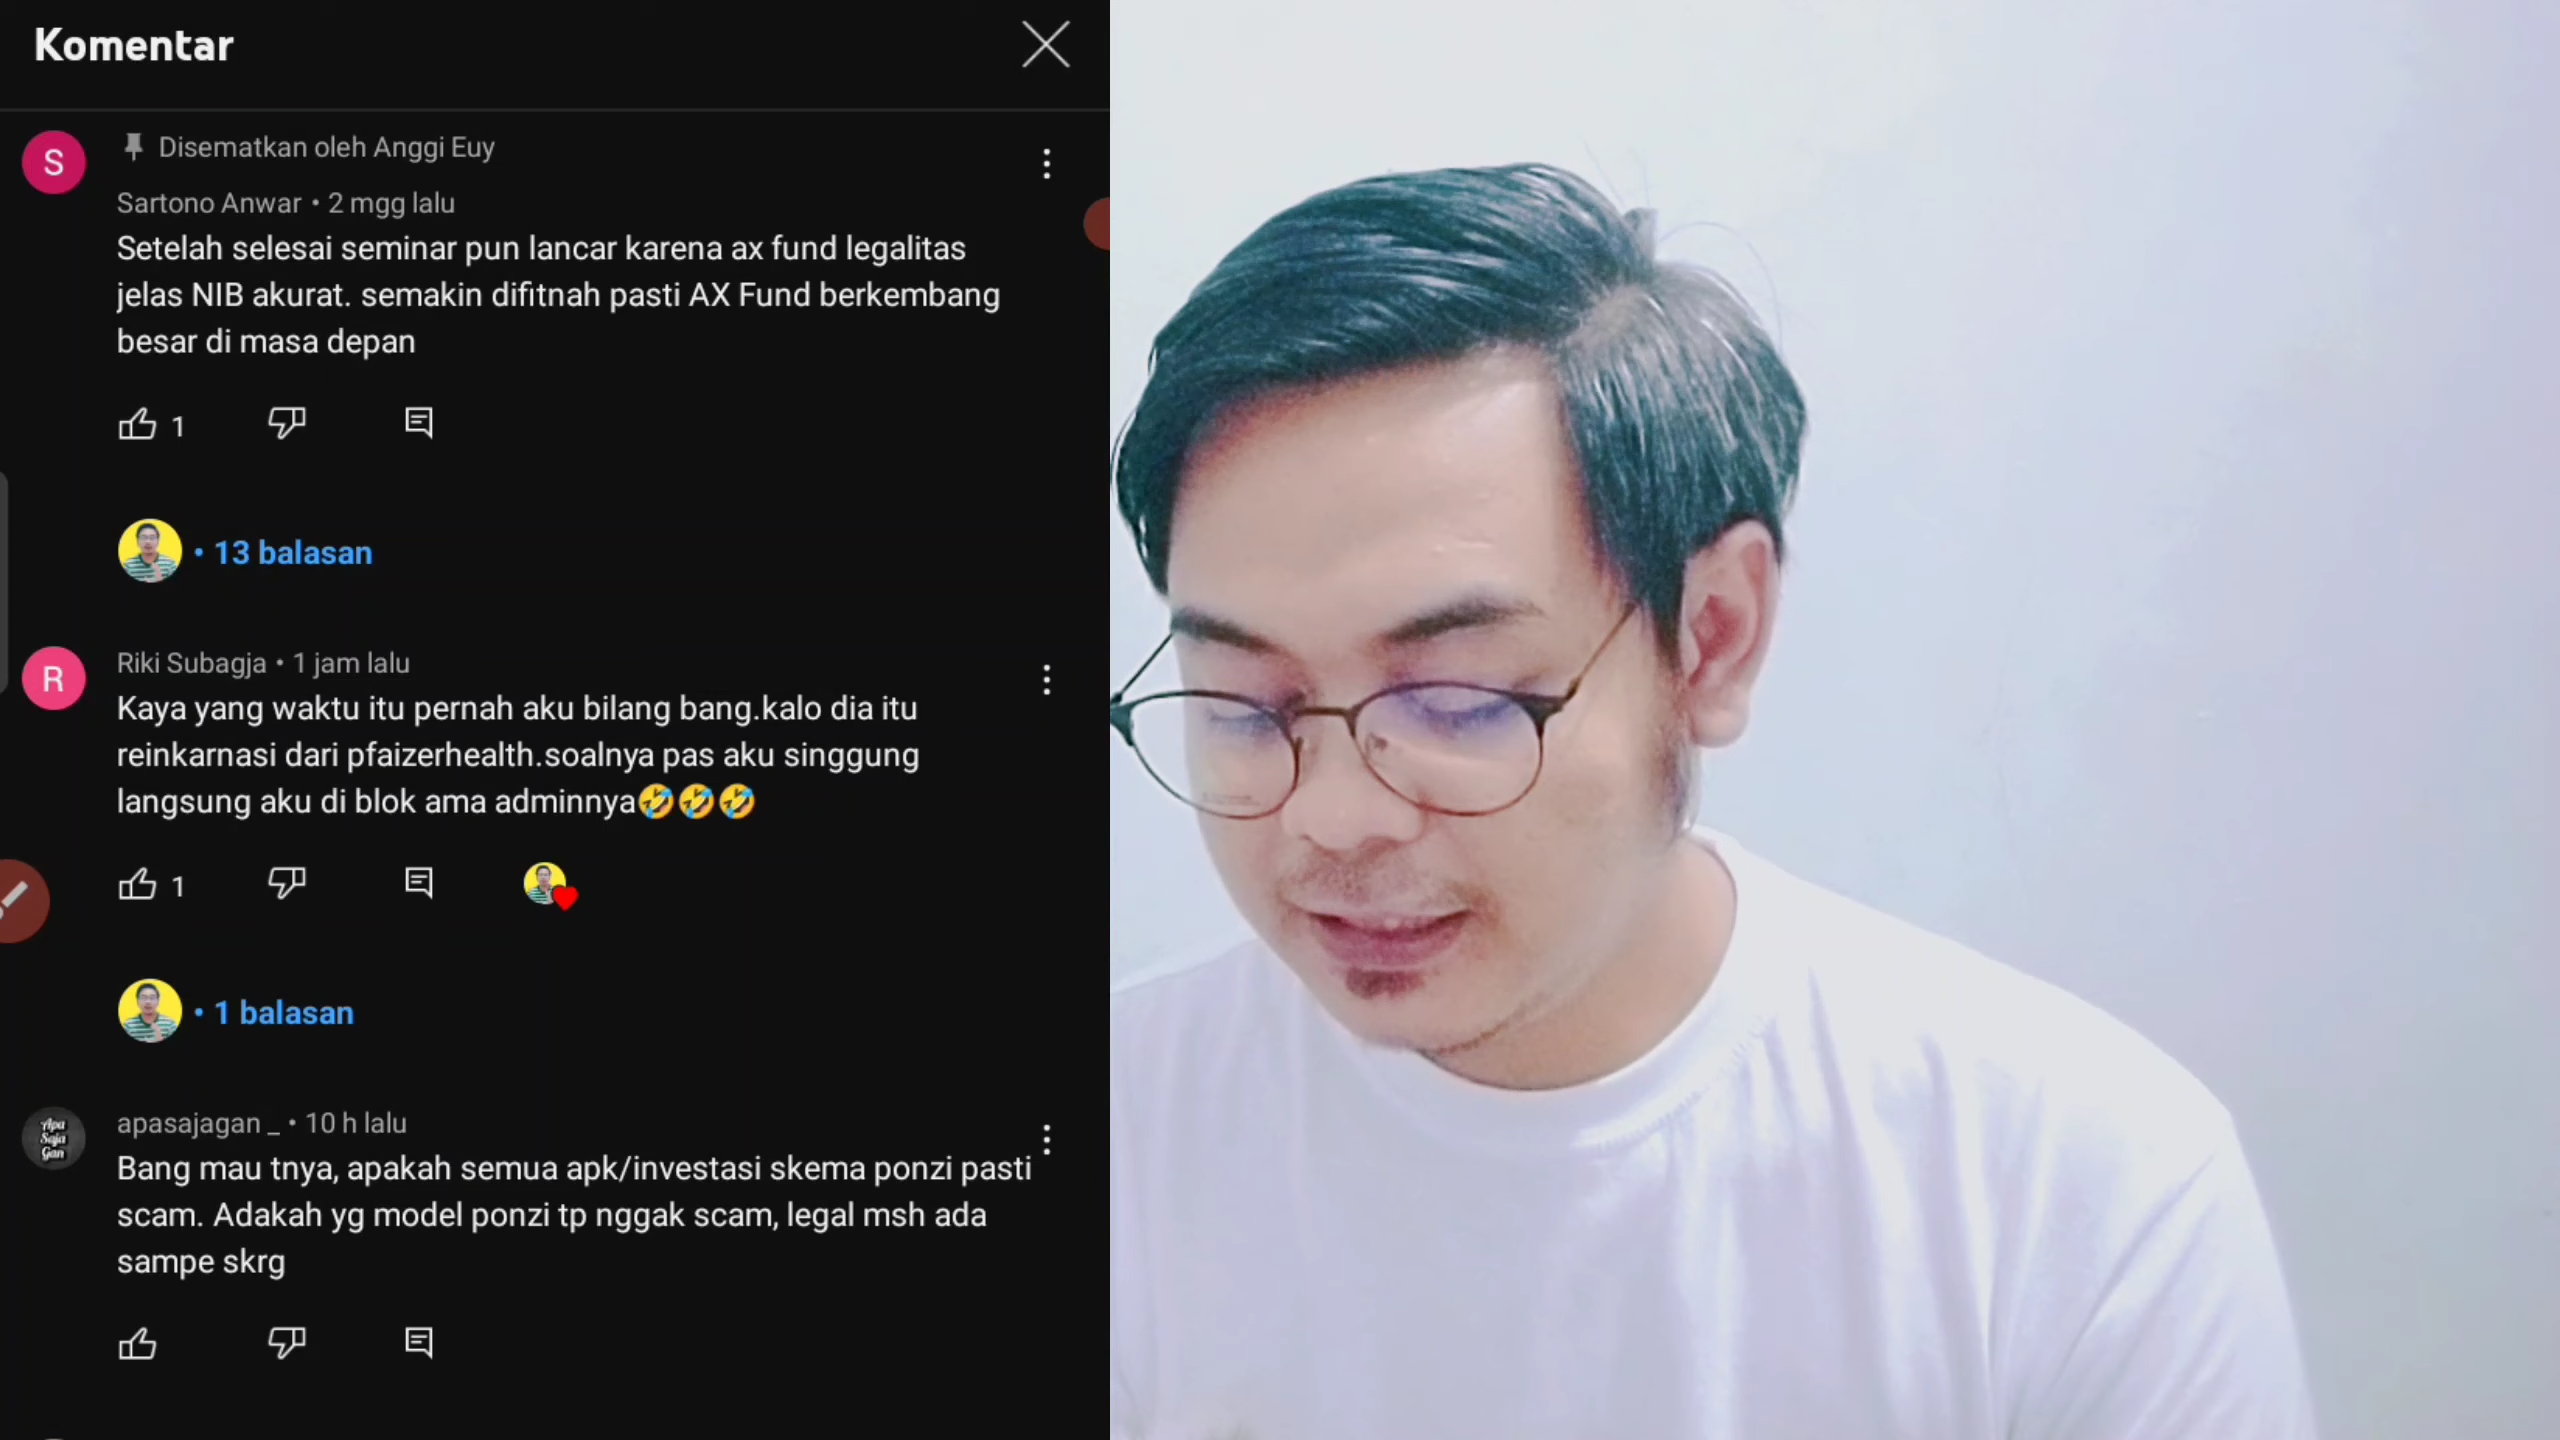 Komentar
S
Disematkan oleh Anggi Euy
Sartono Anwar • 2 mgg lalu
Setelah selesai seminar pun lancar karena ax fund legalitas
jelas NIB akurat. semakin difitnah pasti AX Fund berkembang
besar di masa depan
1
• 13 balasan
R
Riki Subagja • 1 jam lalu
Kaya yang waktu itu pernah aku bilang bang.kalo dia itu
reinkarnasi dari pfaizerhealth.soalnya pas aku singgung
langsung aku di blok ama adminnya🤣🤣🤣
1
• 1 balasan
Apa
Saja
Gan
apasajagan _ • 10 h lalu
Bang mau tnya, apakah semua apk/investasi skema ponzi pasti
scam. Adakah yg model ponzi tp nggak scam, legal msh ada
sampe skrg